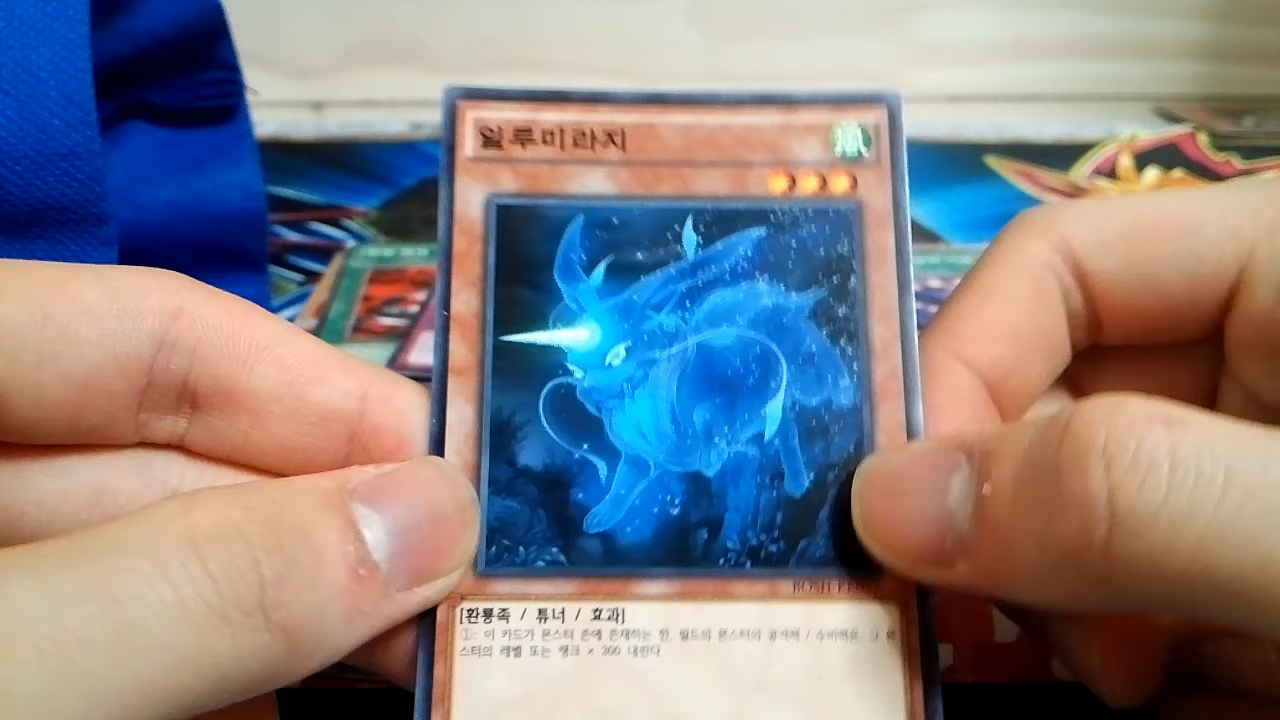 일루미라지
風
BOSH-KR
[환룡족 / 튜너 / 효과]
①: 이 카드가 몬스터 존에 존재하는 한, 필드의 몬스터의 공격력 / 수비력은, 그 몬
스터의 레벨 또는 랭크 × 300 내린다